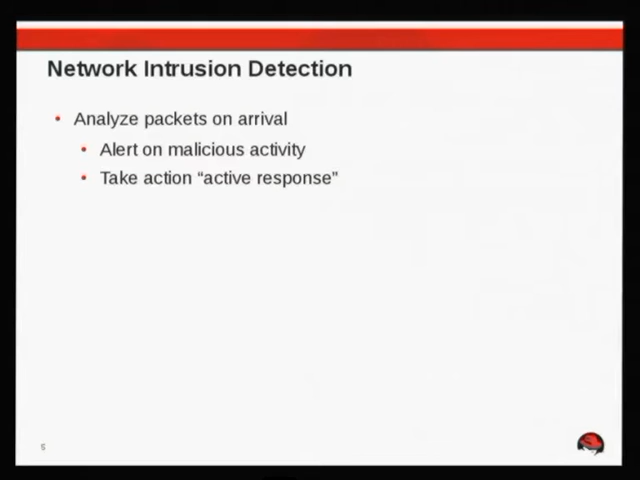 Network Intrusion Detection
• Analyze packets on arrival
• Alert on malicious activity
• Take action “active response”
5